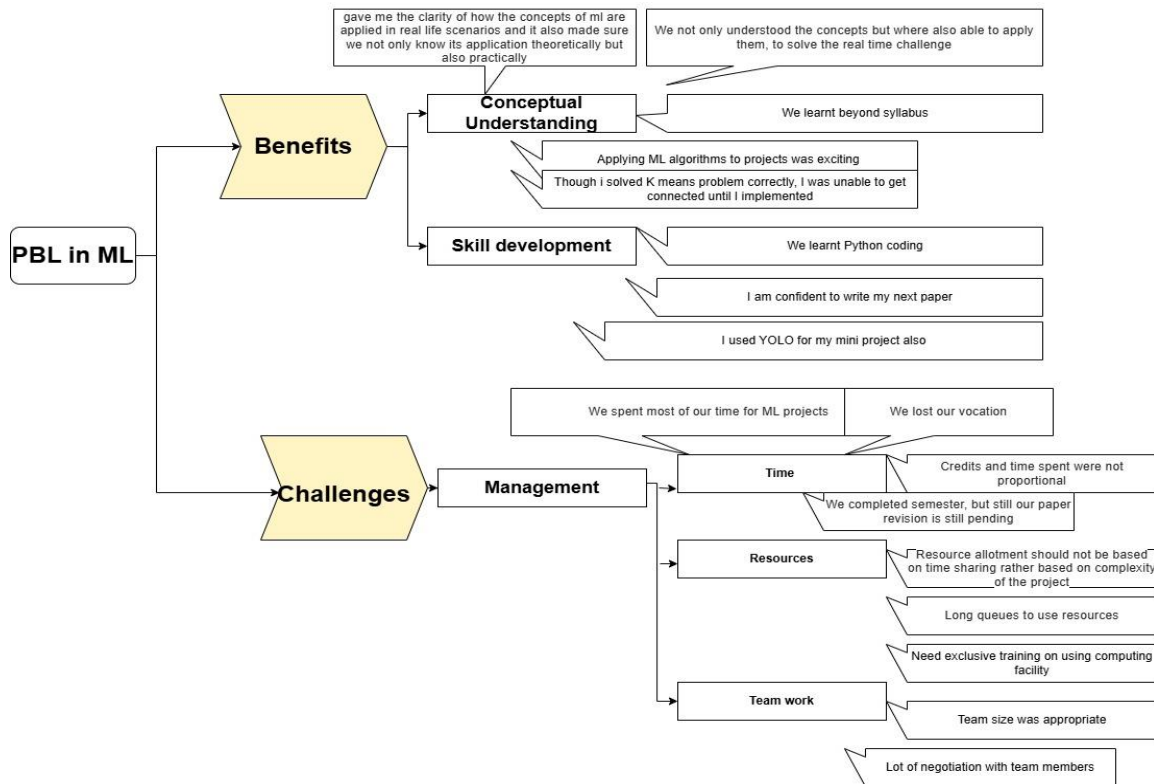 gave me the clarity of how the concepts of ml are
applied in real life scenarios and it also made sure
we not only know its application theoretically but
also practically
We not only understood the concepts but where also able to apply
them, to solve the real time challenge
Conceptual
Understanding
We learnt beyond syllabus
Benefits
Applying ML algorithms to projects was exciting
Though i solved K means problem correctly, I was unable to get
connected until I implemented
Skill development
We learnt Python coding
PBL in ML
I am confident to write my next paper
I used YOLO for my mini project also
We spent most of our time for ML projects
We lost our vocation
Time
Credits and time spent were not
proportional
Challenges
Management
We completed semester, but still our paper
revision is still pending
Resources
Resource allotment should not be based
on time sharing rather based on complexity
of the project
Long queues to use resources
Need exclusive training on using computing
facility
Team work
Team size was appropriate
Lot of negotiation with team members